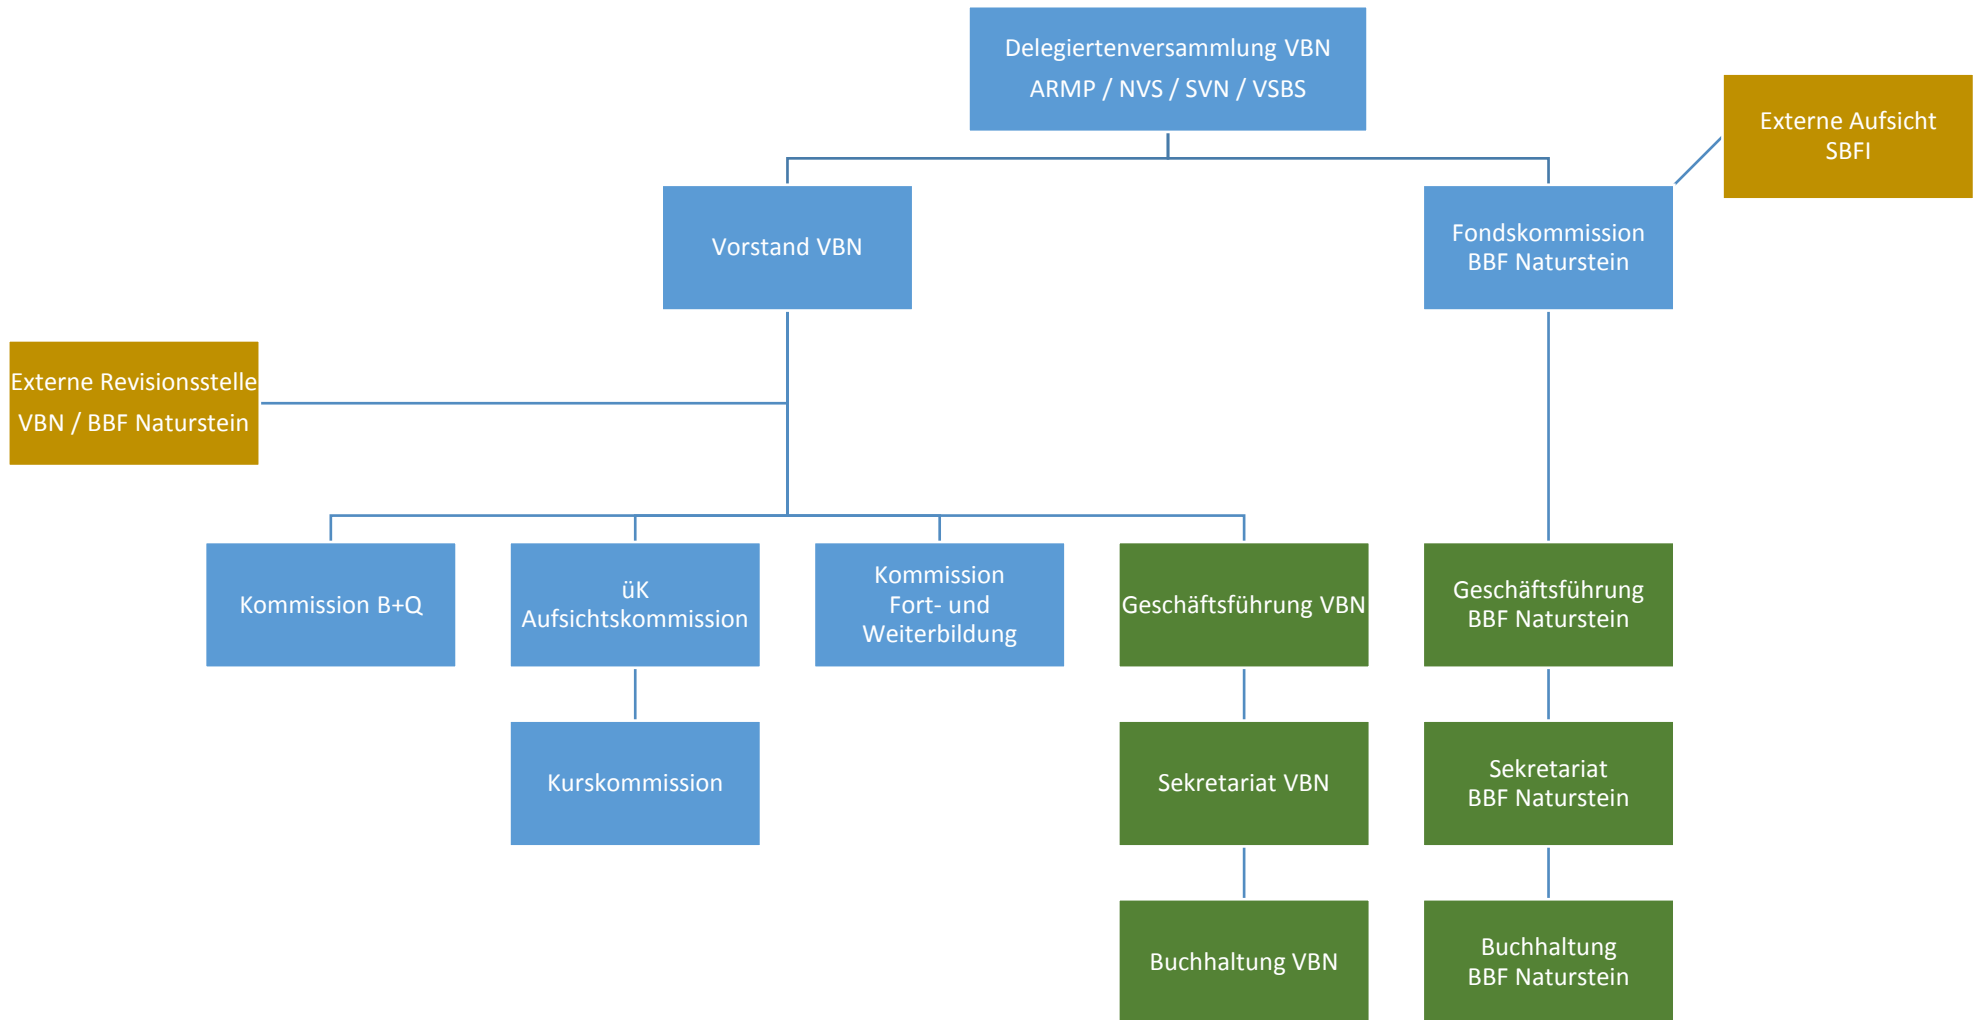 Delegiertenversammlung VBN
ARMP / NVS / SVN / VSBS
Externe Aufsicht
SBFI
Vorstand VBN
Fondskommission
BBF Naturstein
Externe Revisionsstelle
VBN / BBF Naturstein
Kommission B+Q
üK
Aufsichtskommission
Kommission
Fort- und
Weiterbildung
Geschäftsführung VBN
Geschäftsführung
BBF Naturstein
Kurskommission
Sekretariat VBN
Sekretariat
BBF Naturstein
Buchhaltung VBN
Buchhaltung
BBF Naturstein